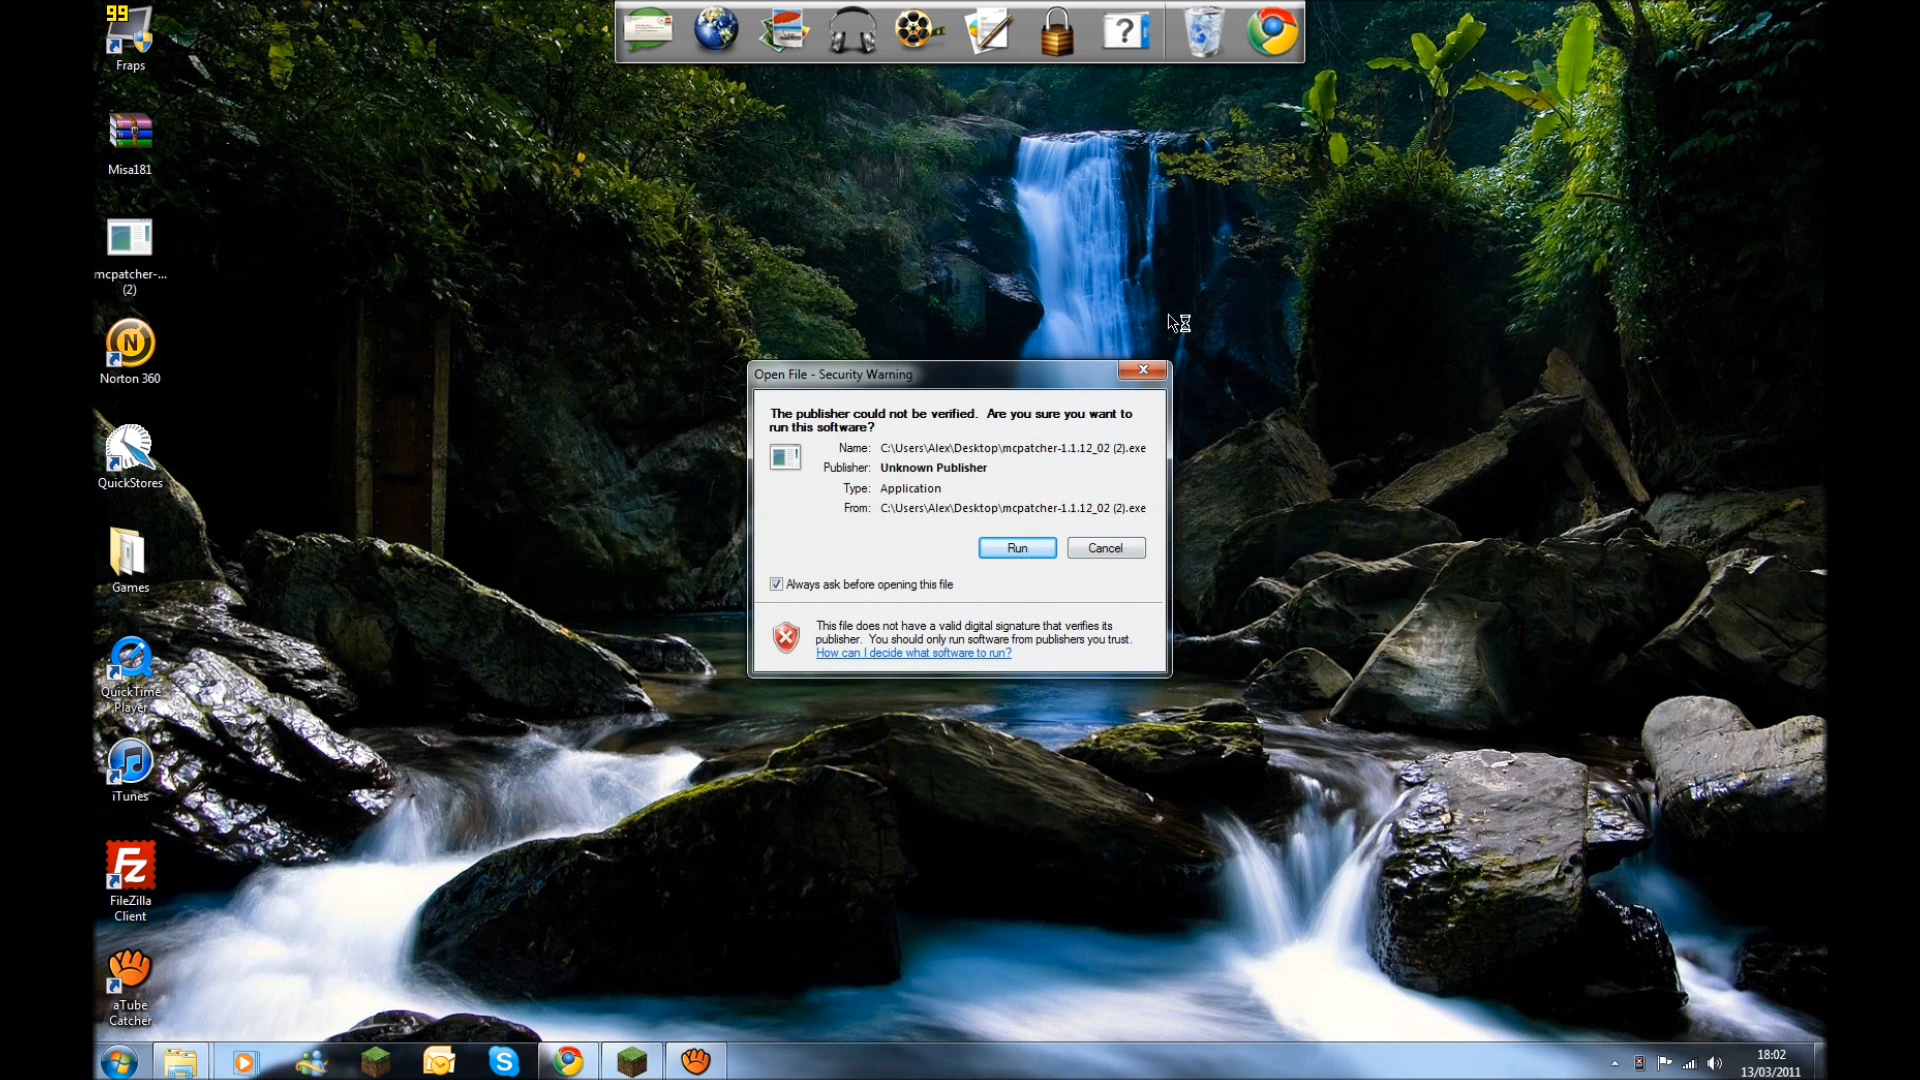 99
Fraps
Misa181
mcpatcher-...
(2)
Norton 360
QuickStores
Games
QuickTime
Player
iTunes
FileZilla
Client
aTube
Catcher
Open File - Security Warning
The publisher could not be verified.  Are you sure you want to
run this software?
Name: C:\Users\Alex\Desktop\mcpatcher-1.1.12_02 (2).exe
Publisher: Unknown Publisher
Type: Application
From: C:\Users\Alex\Desktop\mcpatcher-1.1.12_02 (2).exe
Run Cancel
Always ask before opening this file
This file does not have a valid digital signature that verifies its
publisher.  You should only run software from publishers you trust.
How can I decide what software to run?
18:02
13/03/2011